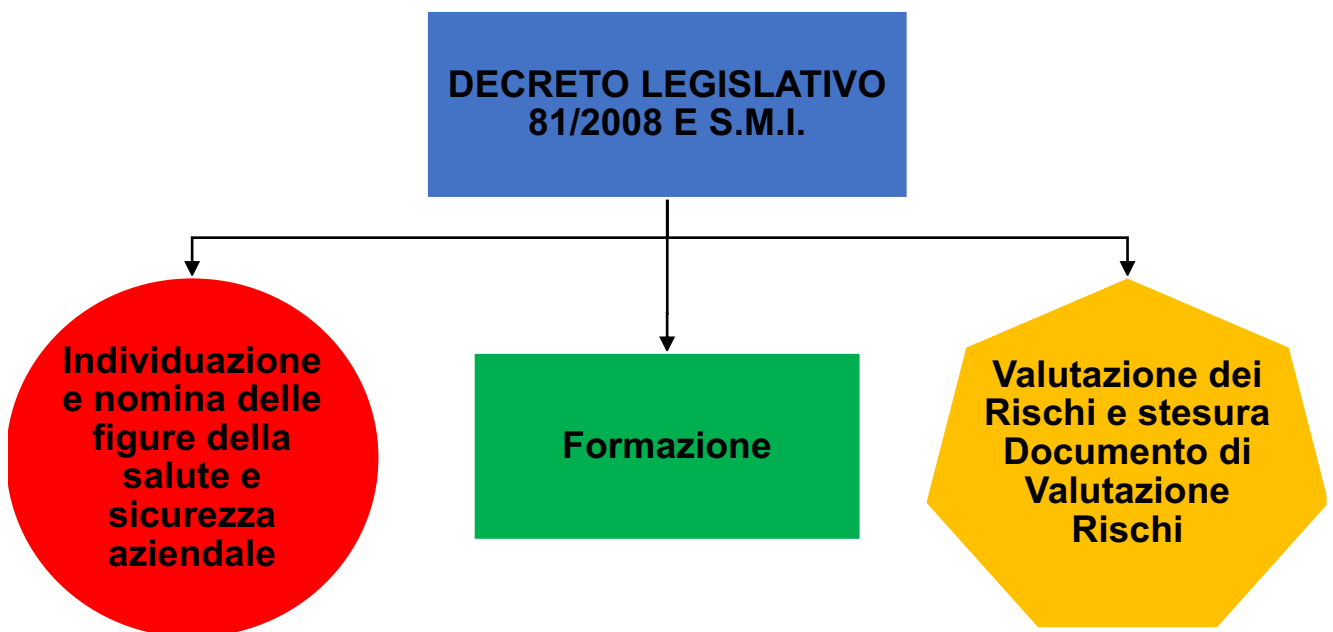 DECRETO LEGISLATIVO
81/2008 E S.M.I.
Individuazione
e nomina delle
figure della
salute e
sicurezza
aziendale
Formazione
Valutazione dei
Rischi e stesura
Documento di
Valutazione
Rischi